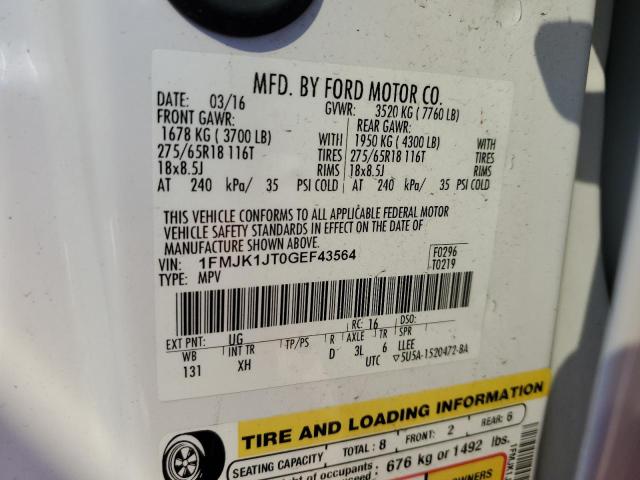 MFD. BY FORD MOTOR CO.
DATE: 03/16 GVWR: 3520 KG ( 7760 LB)
FRONT GAWR: REAR GAWR:
1678 KG ( 3700 LB) WITH 1950 KG ( 4300 LB) WITH
275/65R18 116T TIRES 275/65R18 116T TIRES
18x8.5J RIMS 18x8.5J RIMS
AT 240 kPa/ 35 PSI COLD AT 240 kPa/ 35 PSI COLD
THIS VEHICLE CONFORMS TO ALL APPLICABLE FEDERAL MOTOR
VEHICLE SAFETY STANDARDS IN EFFECT ON THE DATE OF
MANUFACTURE SHOWN ABOVE.
VIN: 1FMJK1JT0GEF43564 F0296
TYPE: MPV T0219
EXT PNT: UG RC: 16 DSO:
WB INT TR TP/PS R AXLE TR SPR
131 XH D 3L 6 LLEE
UTC ▽5U5A-1520472-BA
TIRE AND LOADING INFORMATION
SEATING CAPACITY TOTAL : 8 FRONT: 2 REAR: 6
of occupants 676 kg or 1492 lbs.
OWNERS